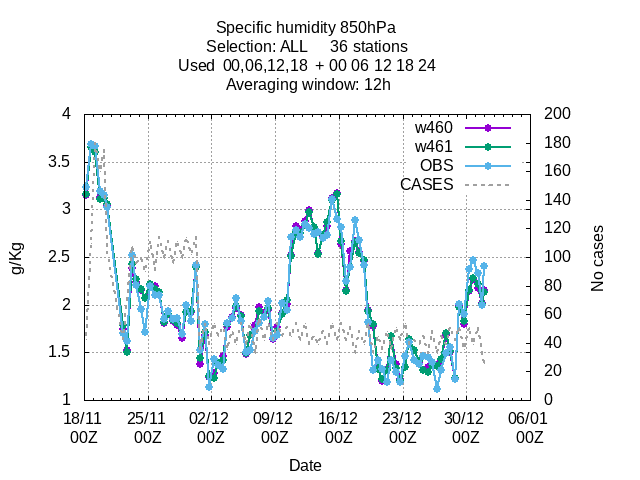 Specific humidity 850hPa
Selection: ALL 36 stations
Used 00,06,12,18 + 00 06 12 18 24
Averaging window: 12h
4
3.5
3
2.5
2
1.5
1
g/Kg
200
180
160
140
120
100
80
60
40
20
0
No cases
w460
w461
OBS
CASES
18/11 25/11 02/12 09/12 16/12 23/12 30/12 06/01
00Z 00Z 00Z 00Z 00Z 00Z 00Z 00Z
Date